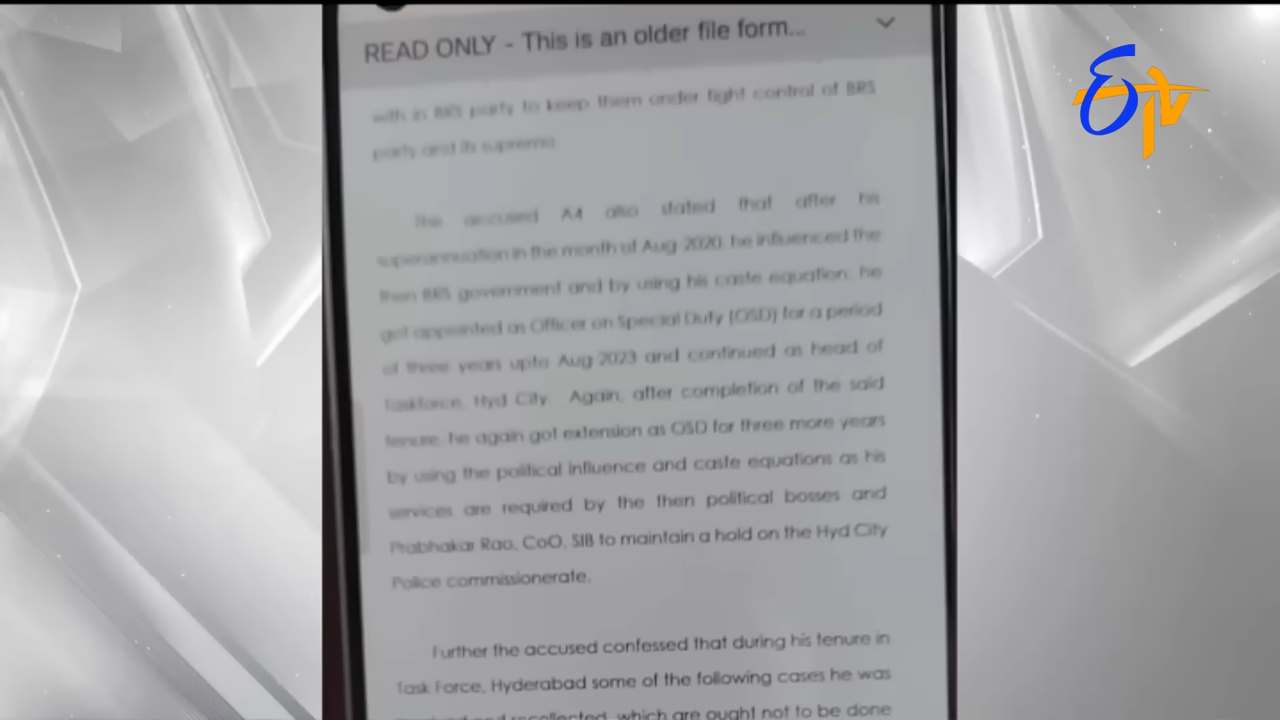 READ ONLY - This is an older file form...
ETV
with in BRS party to keep them under tight control of BRS
party and its supremo
The accused A4 also stated that after his
superannuation in the month of Aug 2020, he influenced the
then BRS government and by using his caste equation, he
got appointed as Officer on Special Duty (OSD) for a period
of three years upto Aug 2023 and continued as head of
Taskforce, Hyd City. Again, after completion of the said
tenure, he again got extension as OSD for three more years
by using the political influence and caste equations as his
services are required by the then political bosses and
Prabhakar Rao, CoO, SIB to maintain a hold on the Hyd City
Police commissionerate.
Further the accused confessed that during his tenure in
Task Force, Hyderabad some of the following cases he was
and recollected, which are ought not to be done